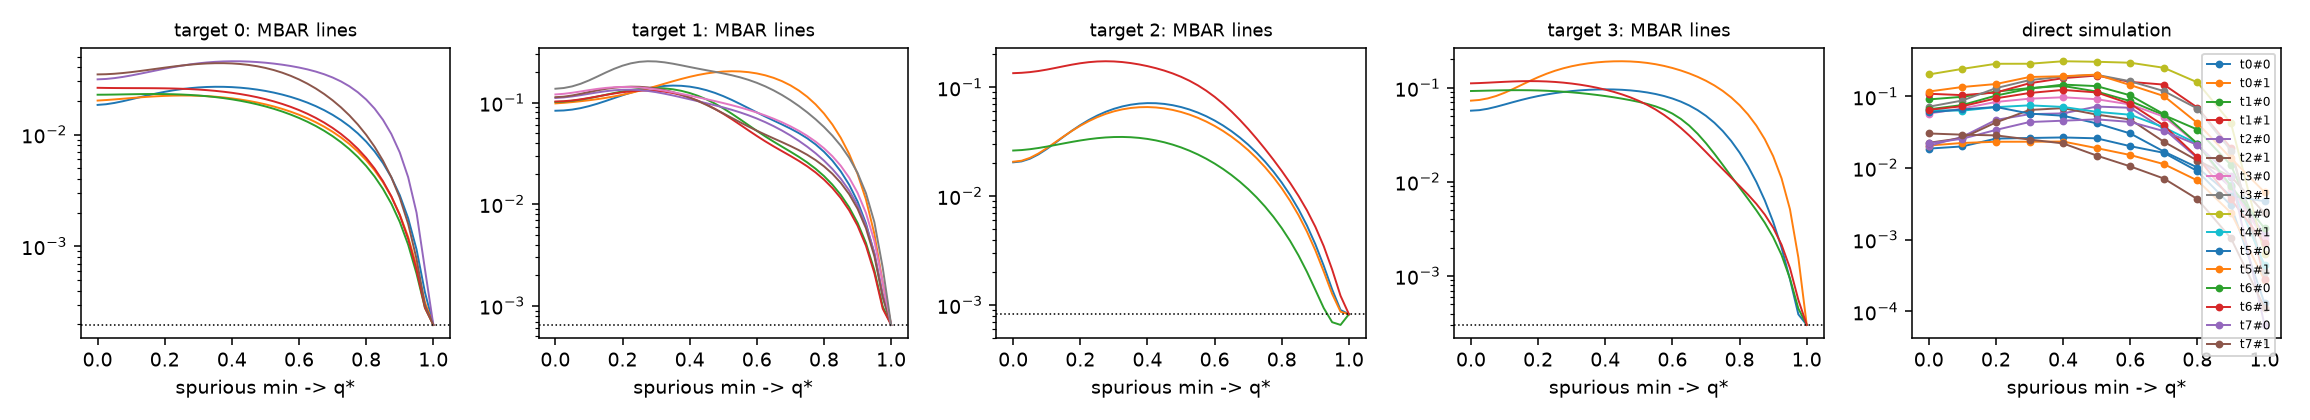 target 0: MBAR lines
10⁻²
10⁻³
0.0 0.2 0.4 0.6 0.8 1.0
spurious min -> q*
target 1: MBAR lines
10⁻¹
10⁻²
10⁻³
0.0 0.2 0.4 0.6 0.8 1.0
spurious min -> q*
target 2: MBAR lines
10⁻¹
10⁻²
10⁻³
0.0 0.2 0.4 0.6 0.8 1.0
spurious min -> q*
target 3: MBAR lines
10⁻¹
10⁻²
10⁻³
0.0 0.2 0.4 0.6 0.8 1.0
spurious min -> q*
direct simulation
10⁻¹
10⁻²
10⁻³
10⁻⁴
t0#0
t0#1
t1#0
t1#1
t2#0
t2#1
t3#0
t3#1
t4#0
t4#1
t5#0
t5#1
t6#0
t6#1
t7#0
t7#1
0.0 0.2 0.4 0.6 0.8 1.0
spurious min -> q*